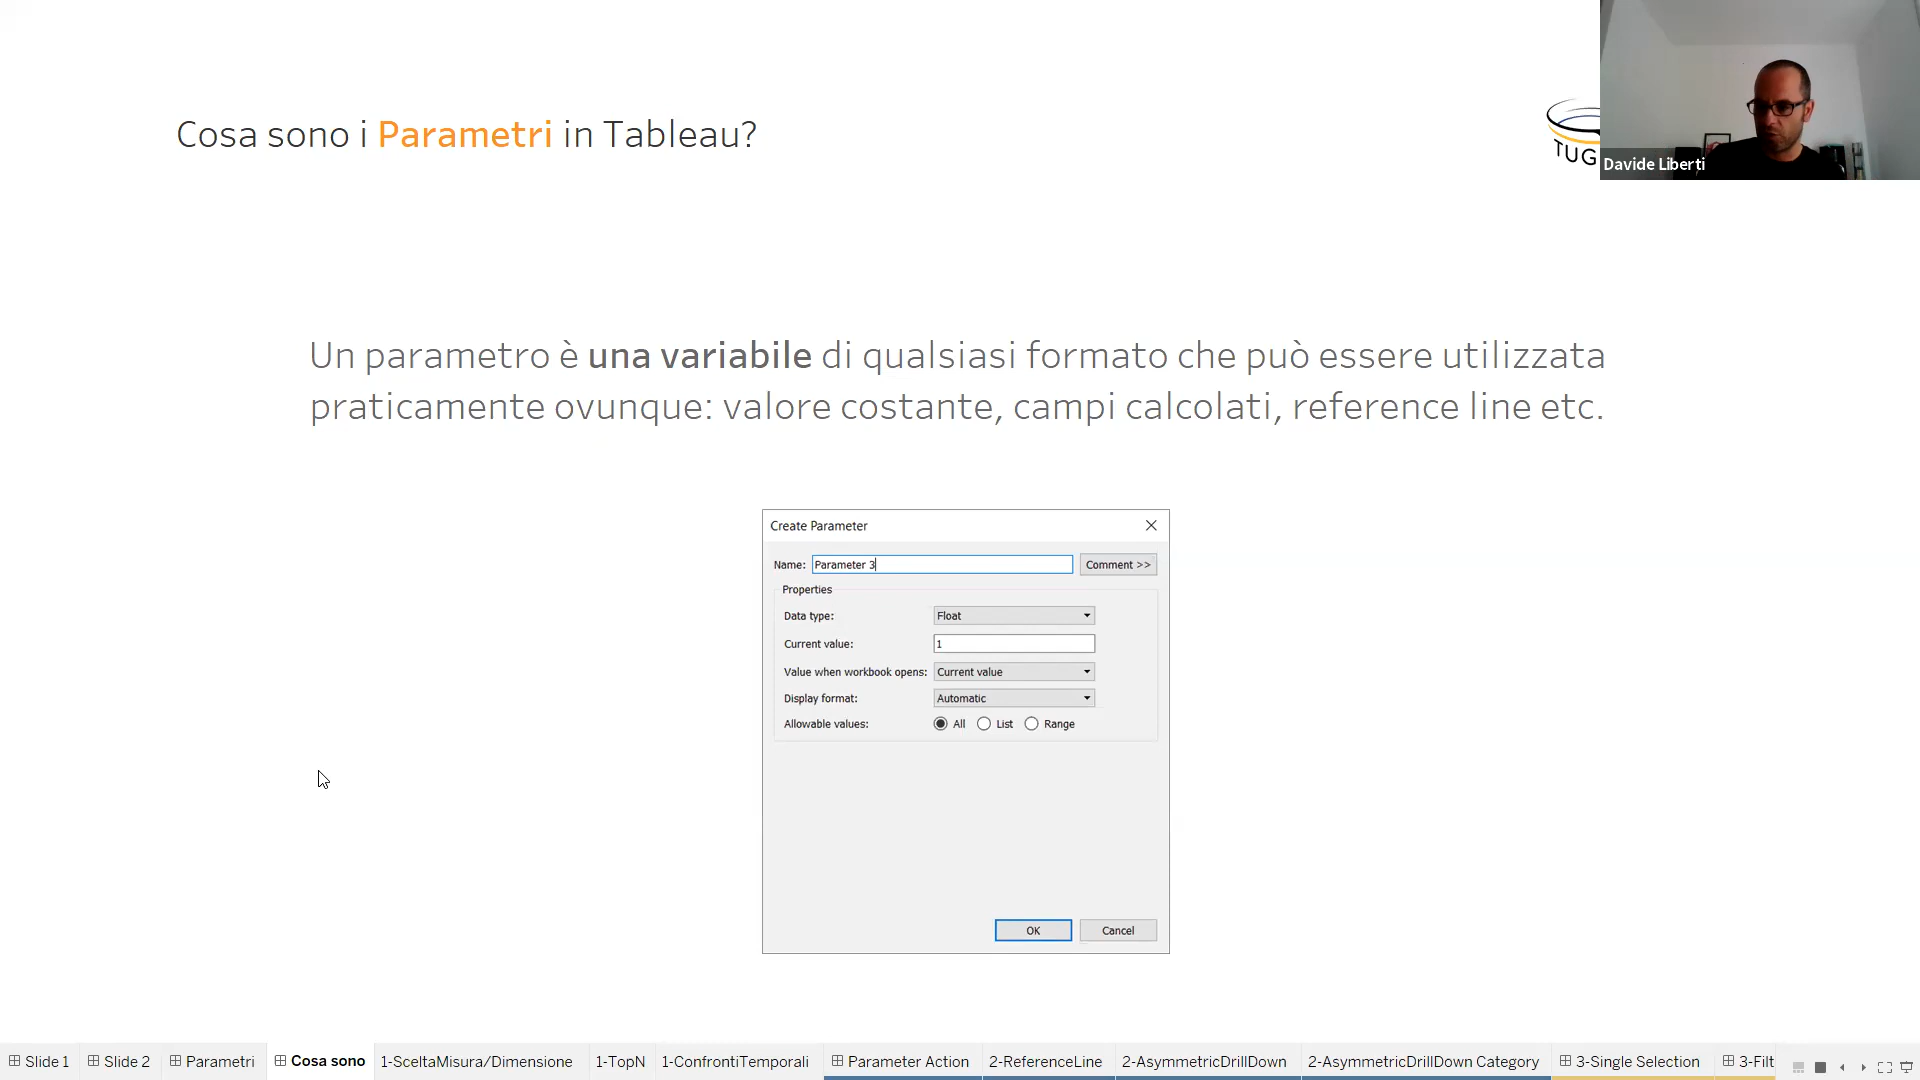 Cosa sono i Parametri in Tableau?
TUG
Davide Liberti
Un parametro è una variabile di qualsiasi formato che può essere utilizzata
praticamente ovunque: valore costante, campi calcolati, reference line etc.
Create Parameter
Name: Parameter 3 Comment >>
Properties
Data type: Float
Current value: 1
Value when workbook opens: Current value
Display format: Automatic
Allowable values: All List Range
OK Cancel
Slide 1 Slide 2 Parametri Cosa sono 1-SceltaMisura/Dimensione 1-TopN 1-ConfrontiTemporali Parameter Action 2-ReferenceLine 2-AsymmetricDrillDown 2-AsymmetricDrillDown Category 3-Single Selection 3-Filt